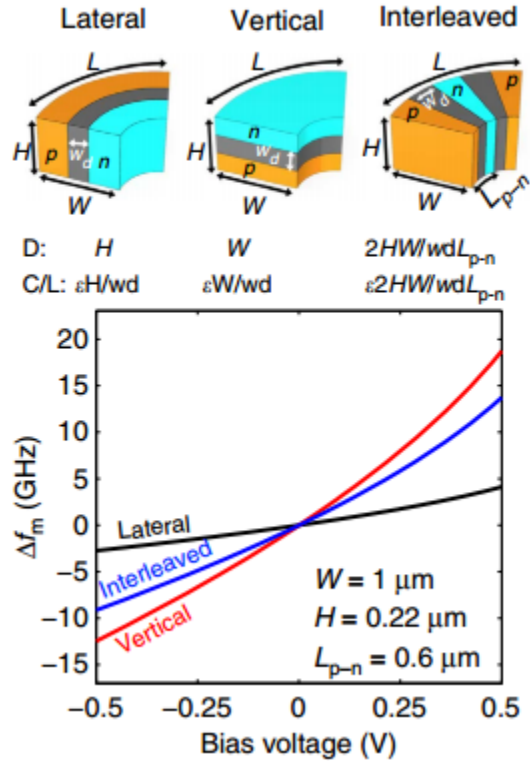 Lateral Vertical Interleaved
L L L
H p w_d n H n w_d p H p w_d n p
W W W L_p–n
D: H W 2HW/wdL_p-n
C/L: εH/wd εW/wd ε2HW/wdL_p-n
20
15
10
5
0
−5
−10
−15
Δf_m (GHz)
Lateral
Interleaved
Vertical
W = 1 μm
H = 0.22 μm
L_p–n = 0.6 μm
−0.5 −0.25 0 0.25 0.5
Bias voltage (V)